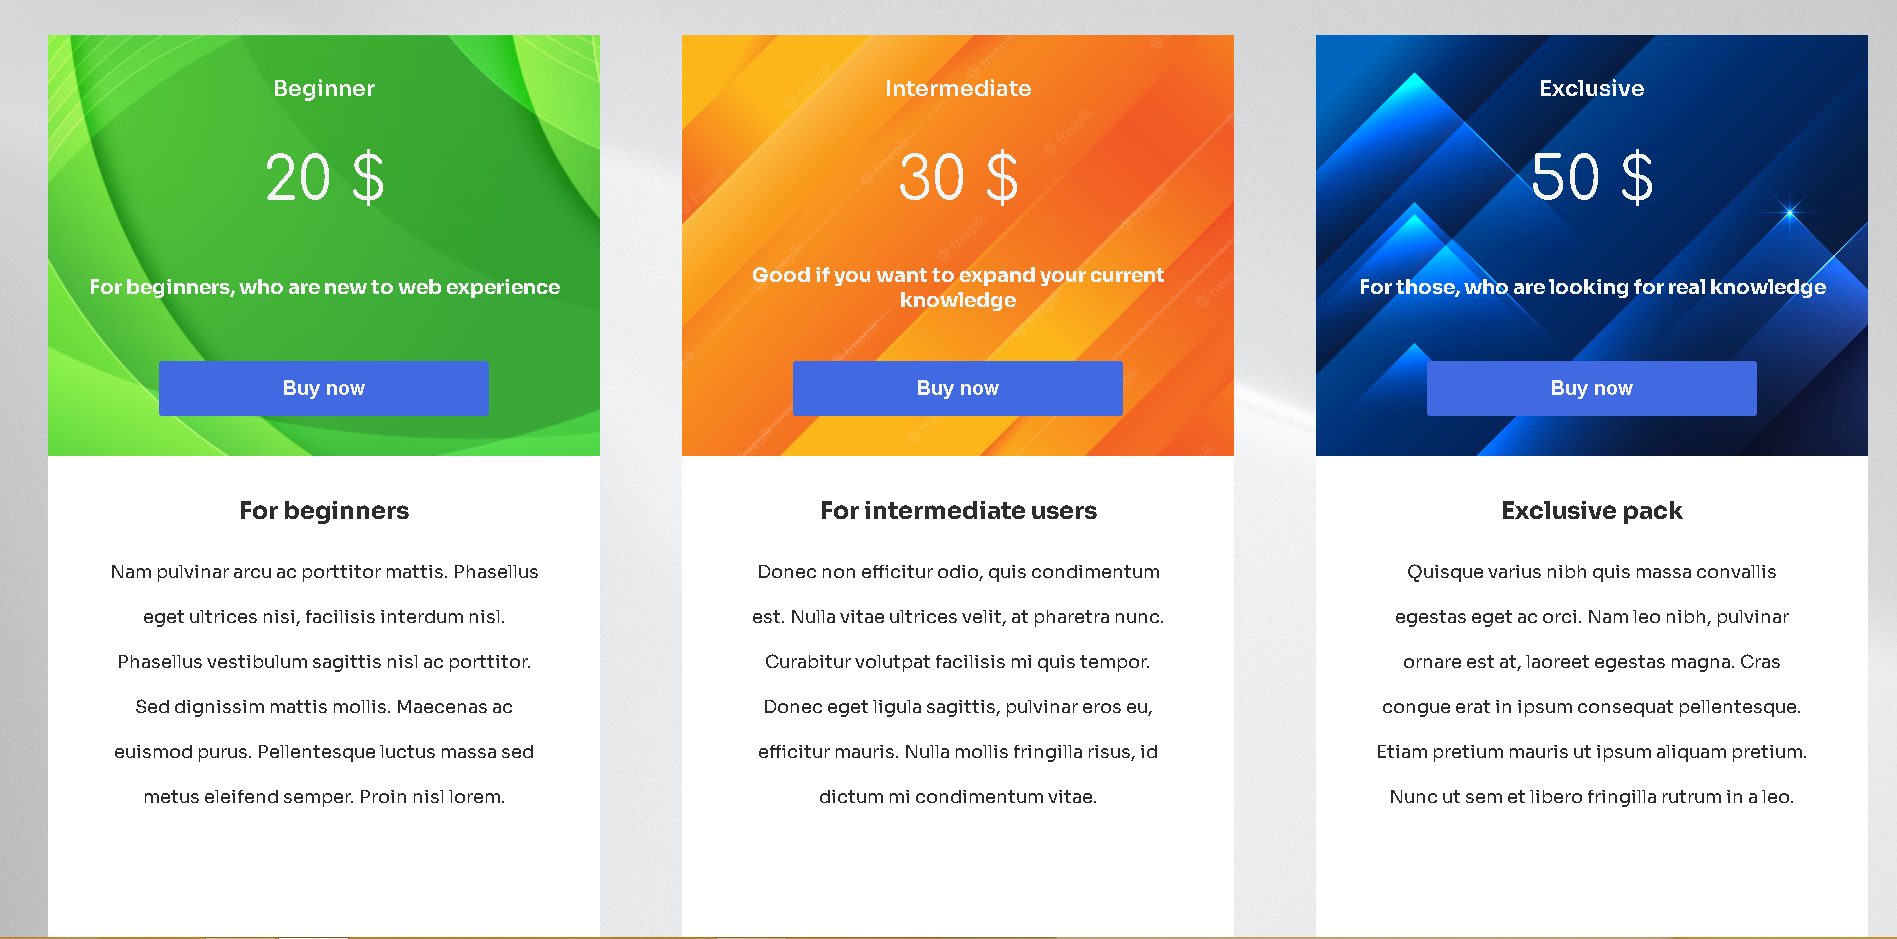 Beginner
20 $
For beginners, who are new to web experience
Buy now
For beginners
Nam pulvinar arcu ac porttitor mattis. Phasellus
eget ultrices nisi, facilisis interdum nisl.
Phasellus vestibulum sagittis nisl ac porttitor.
Sed dignissim mattis mollis. Maecenas ac
euismod purus. Pellentesque luctus massa sed
metus eleifend semper. Proin nisl lorem.
Intermediate
30 $
Good if you want to expand your current
knowledge
Buy now
For intermediate users
Donec non efficitur odio, quis condimentum
est. Nulla vitae ultrices velit, at pharetra nunc.
Curabitur volutpat facilisis mi quis tempor.
Donec eget ligula sagittis, pulvinar eros eu,
efficitur mauris. Nulla mollis fringilla risus, id
dictum mi condimentum vitae.
Exclusive
50 $
For those, who are looking for real knowledge
Buy now
Exclusive pack
Quisque varius nibh quis massa convallis
egestas eget ac orci. Nam leo nibh, pulvinar
ornare est at, laoreet egestas magna. Cras
congue erat in ipsum consequat pellentesque.
Etiam pretium mauris ut ipsum aliquam pretium.
Nunc ut sem et libero fringilla rutrum in a leo.